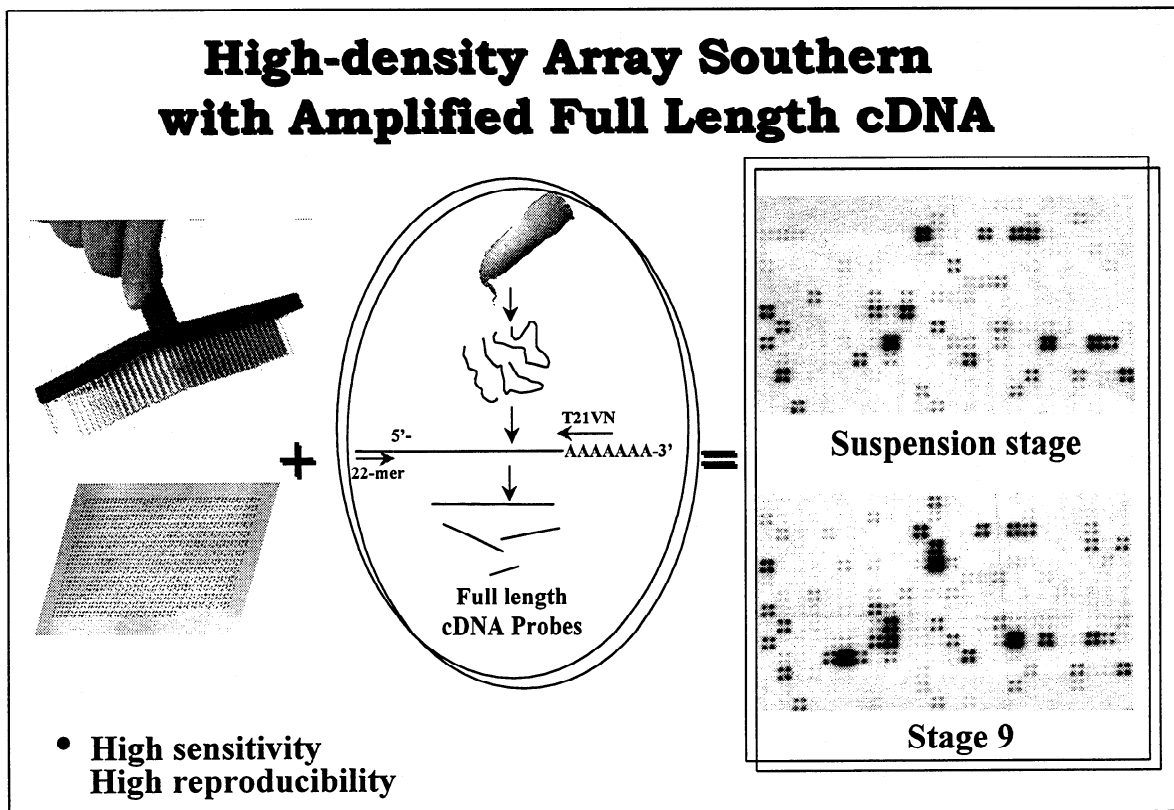 High-density Array Southern
with Amplified Full Length cDNA
T21VN
5'-
AAAAAAA-3'
22-mer
+
=
Full length
cDNA Probes
Suspension stage
Stage 9
• High sensitivity
High reproducibility